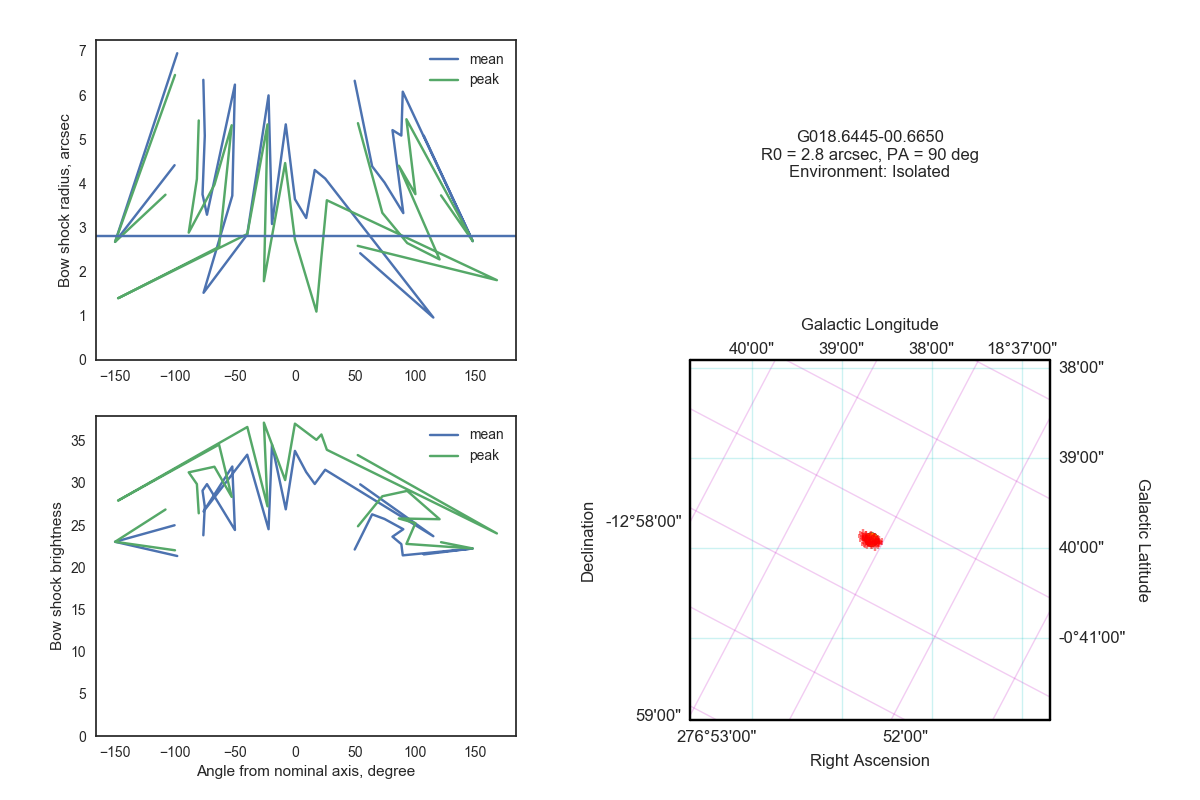 7
6
5
4
3
2
1
0
Bow shock radius, arcsec
mean
peak
−150 −100 −50 0 50 100 150
35
30
25
20
15
10
5
0
Bow shock brightness
mean
peak
−150 −100 −50 0 50 100 150
Angle from nominal axis, degree
G018.6445-00.6650
R0 = 2.8 arcsec, PA = 90 deg
Environment: Isolated
Galactic Longitude
40'00" 39'00" 38'00" 18°37'00"
38'00"
39'00"
40'00"
-0°41'00"
Galactic Latitude
Declination
-12°58'00"
59'00"
276°53'00" 52'00"
Right Ascension